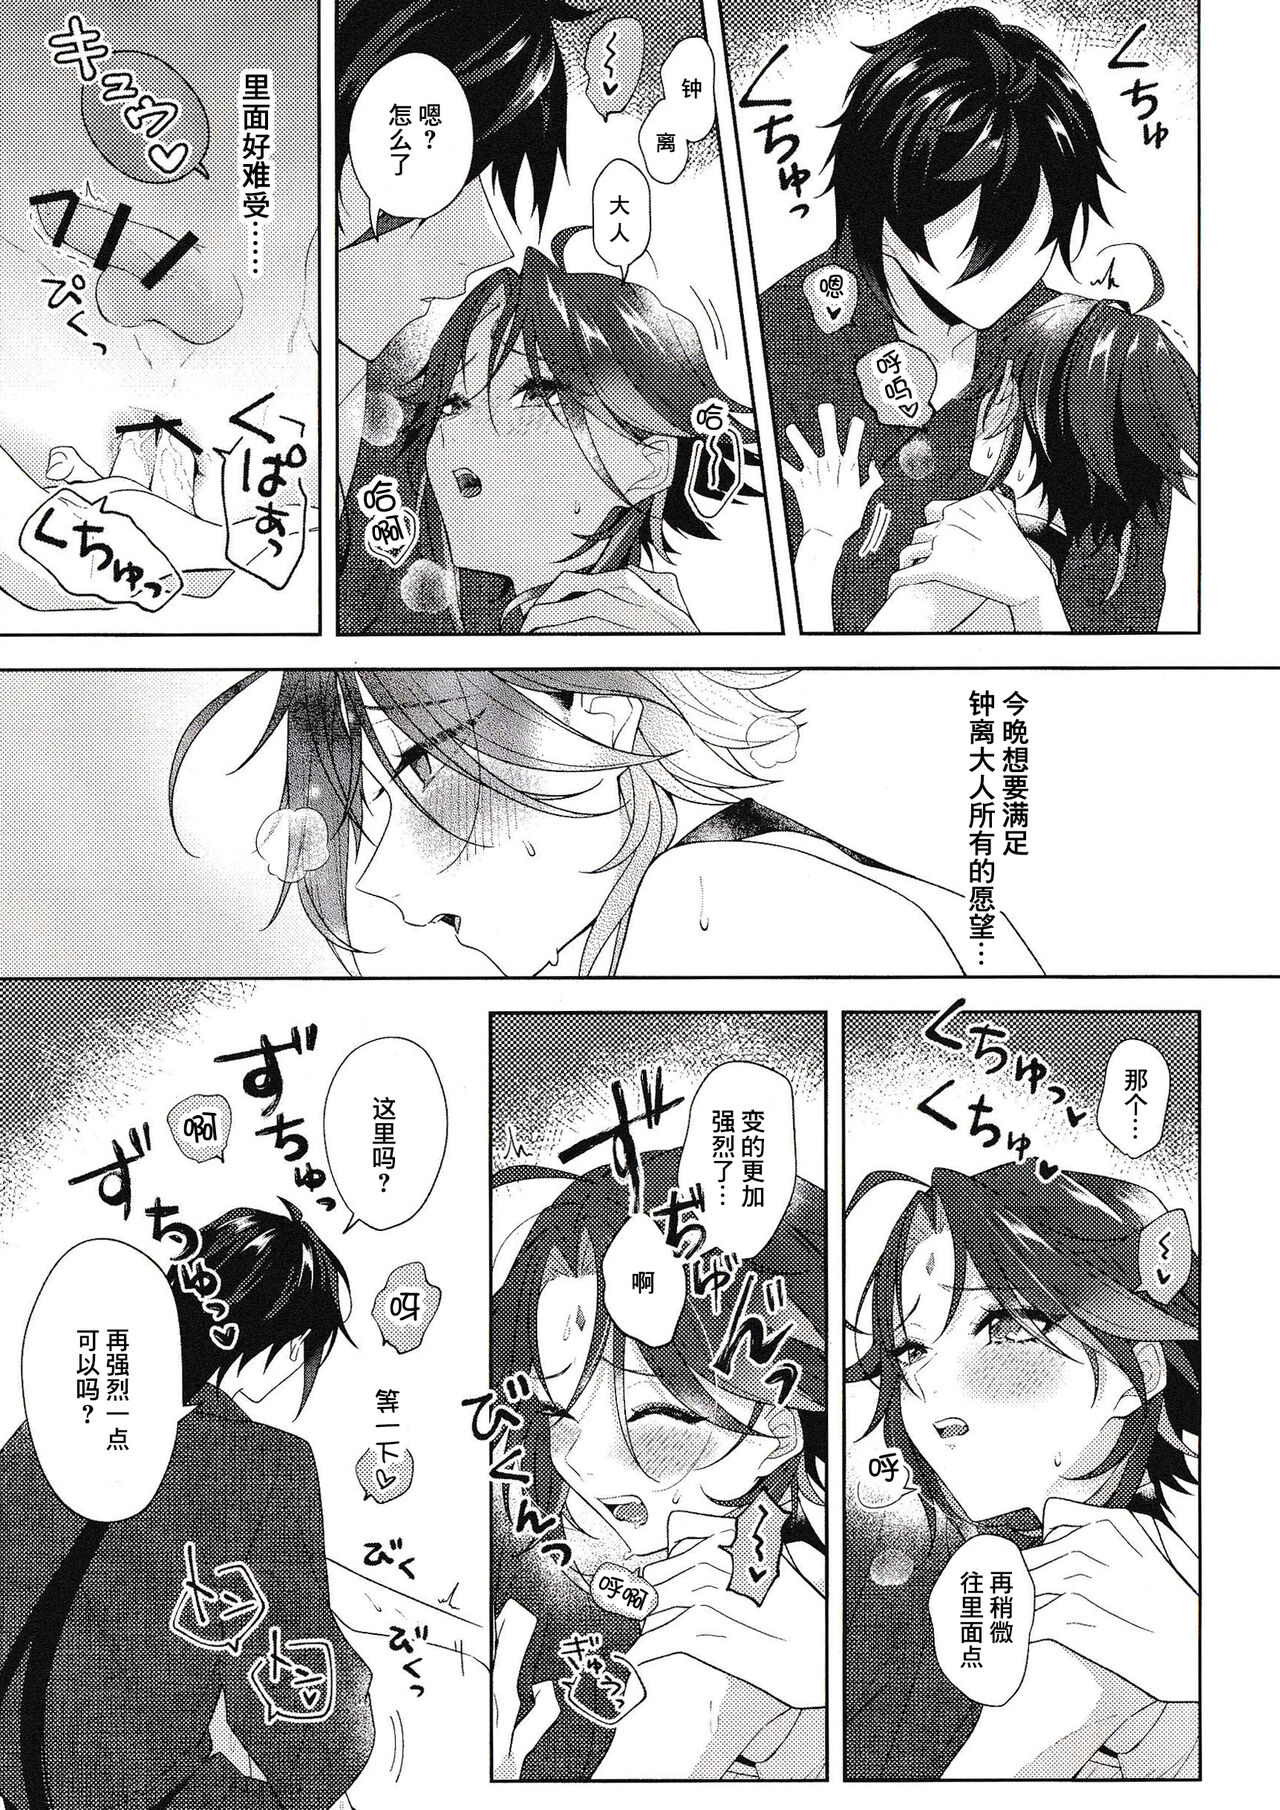 くちゅ
くちゅっ
嗯♥
呼呜♥
钟
离
大人
嗯?
怎么了
哈
哈啊
里面好难受……
キュウ♡
ぴくっ
くぱぁっ
くちゅっ
今晚想要满足
钟离大人所有的愿望…
那个…
くちゅっ
くちゅ♥
呼
再稍微
往里面点
变的更加
强烈了…
啊
ずぢゅっ
びくんっ
呼啊
ぎゅうっ
这里吗?
啊
ずちゅっ
ずちゅっ♥
呀
等一下♥
再强烈一点
可以吗?
びく
びくっ
トン
トン♡